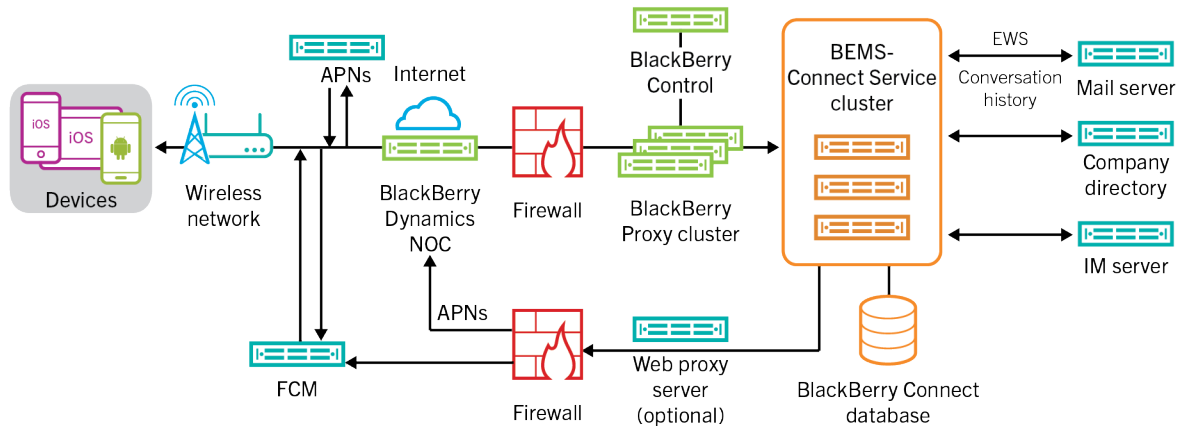 APNs
Internet
BlackBerry
Control
BEMS-
Connect Service
cluster
EWS
Conversation
history
Mail server
iOS
iOS
Devices
Wireless
network
BlackBerry
Dynamics
NOC
Firewall
BlackBerry
Proxy cluster
Company
directory
IM server
APNs
FCM
Firewall
Web proxy
server
(optional)
BlackBerry Connect
database